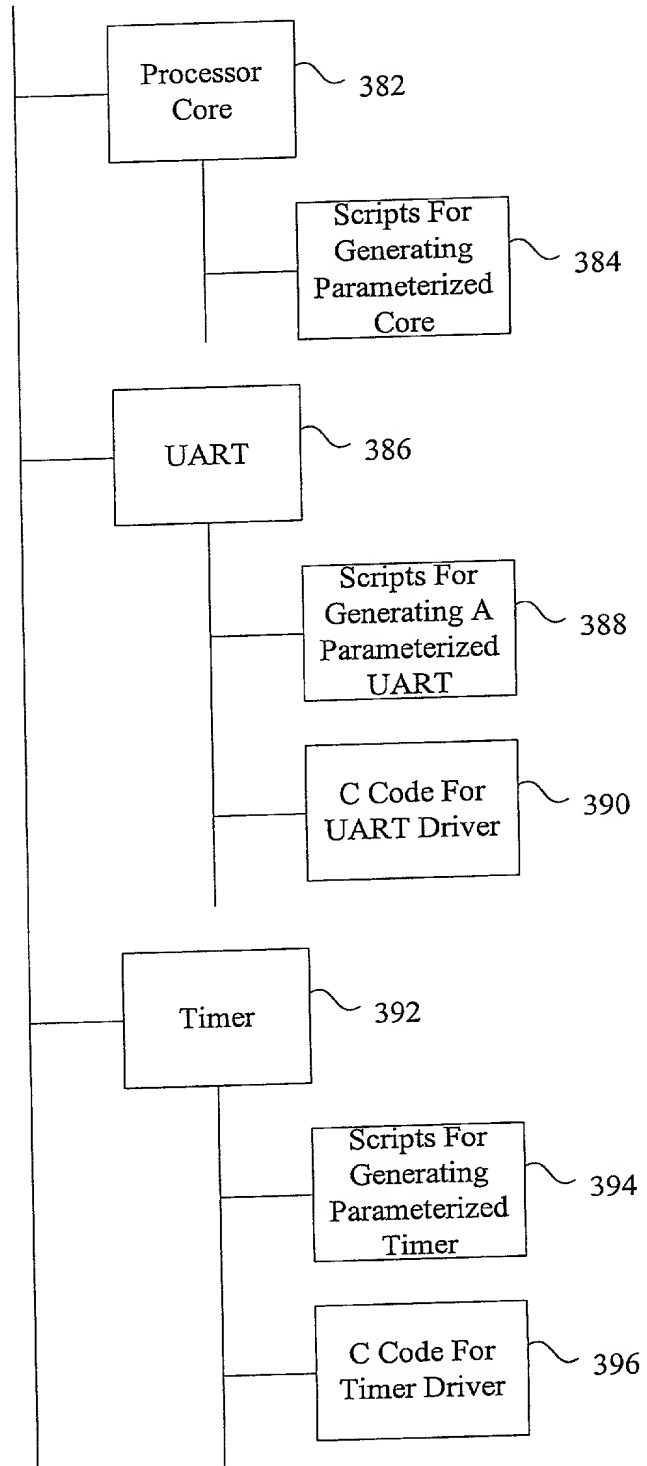 Processor
Core
382
Scripts For
Generating
Parameterized
Core
384
UART
386
Scripts For
Generating A
Parameterized
UART
388
C Code For
UART Driver
390
Timer
392
Scripts For
Generating
Parameterized
Timer
394
C Code For
Timer Driver
396